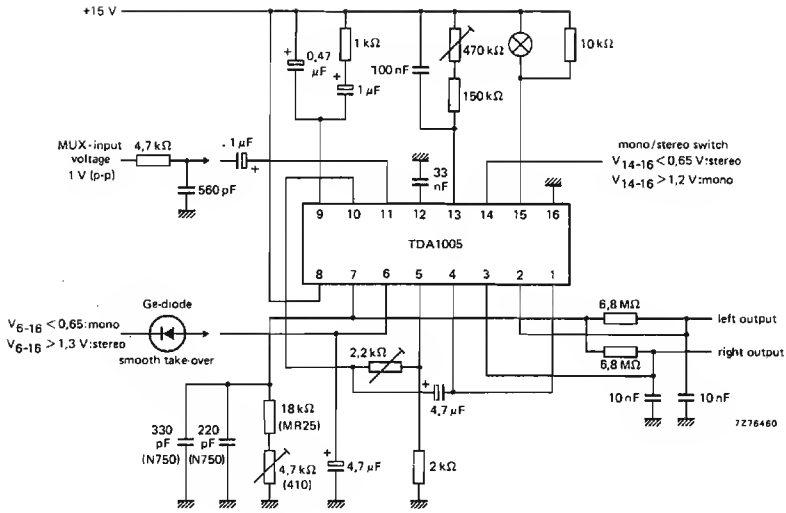 +15 V
+
0,47
μF
1 kΩ
+
1 μF
100 nF
470 kΩ
150 kΩ
10 kΩ
MUX-input
voltage
1 V (p-p)
4,7 kΩ
560 pF
1 μF
+
33
nF
mono/stereo switch
V14-16 <0,65 V:stereo
V14-16 >1,2 V:mono
9 10 11 12 13 14 15 16
TDA1005
8 7 6 5 4 3 2 1
Ge-diode
V6-16 <0,65:mono
V6-16 >1,3 V:stereo
smooth take-over
6,8 MΩ
left output
right output
6,8 MΩ
2,2 kΩ
+
4,7 μF
10 nF
10 nF
7Z76460
330
pF
(N750)
220
pF
(N750)
18 kΩ
(MR25)
4,7 kΩ
(410)
+
4,7 μF
2 kΩ